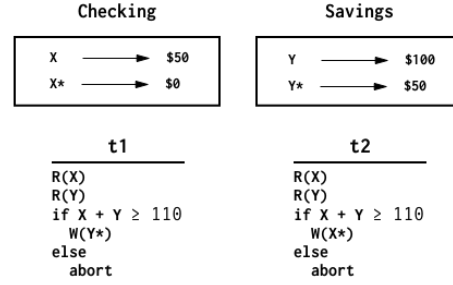 Checking
X $50
X* $0
Savings
Y $100
Y* $50
t1
R(X)
R(Y)
if X + Y ≥ 110
W(Y*)
else
abort
t2
R(X)
R(Y)
if X + Y ≥ 110
W(X*)
else
abort